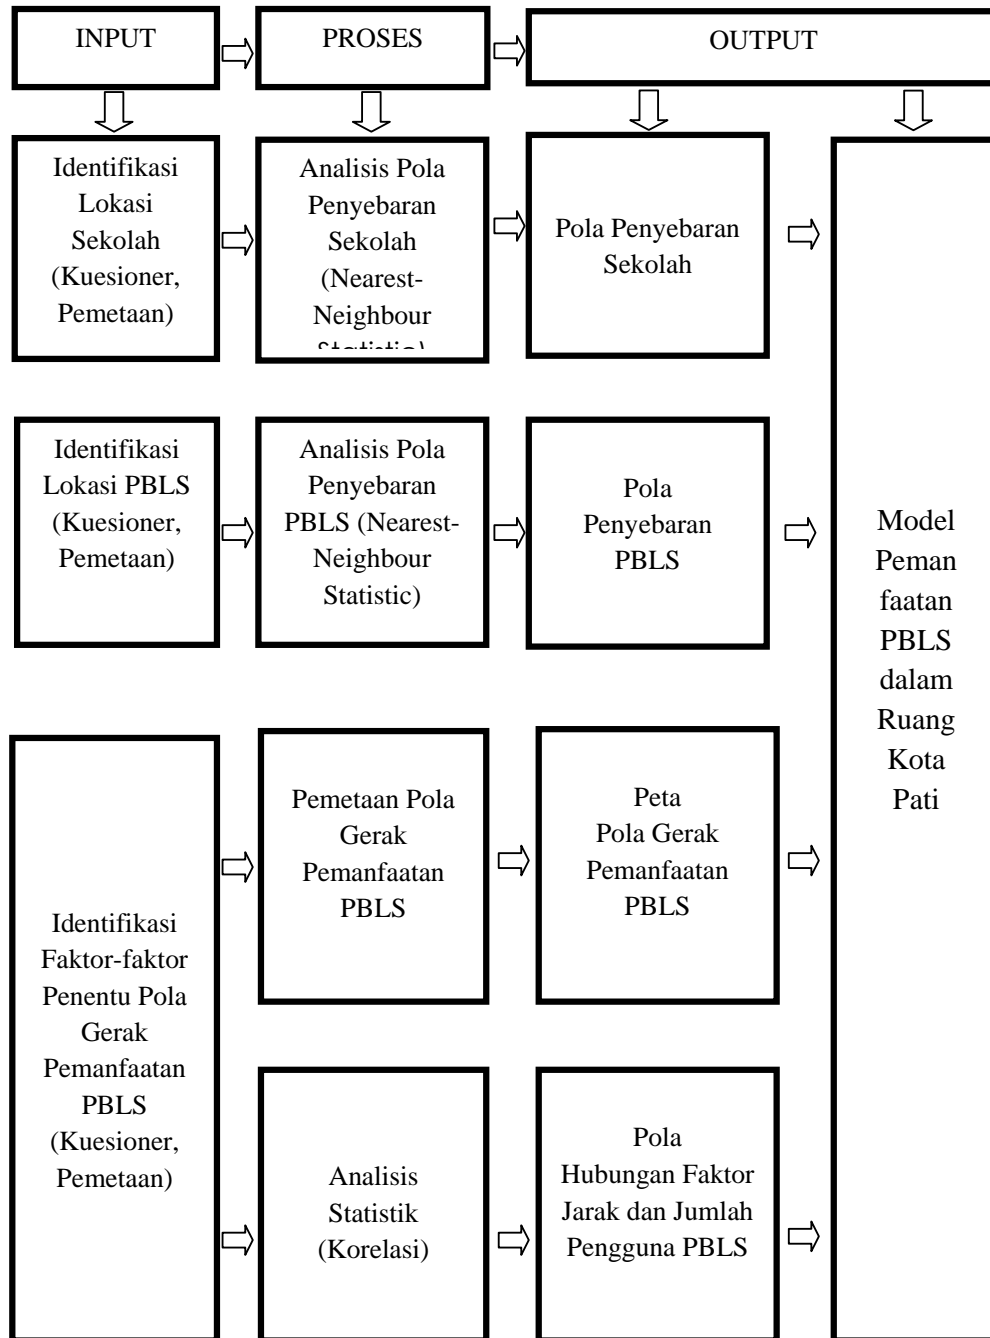 INPUT
PROSES
OUTPUT
Identifikasi
Lokasi
Sekolah
(Kuesioner,
Pemetaan)
Analisis Pola
Penyebaran
Sekolah
(Nearest-
Neighbour
Statistic)
Pola Penyebaran
Sekolah
Identifikasi
Lokasi PBLS
(Kuesioner,
Pemetaan)
Analisis Pola
Penyebaran
PBLS (Nearest-
Neighbour
Statistic)
Pola
Penyebaran
PBLS
Identifikasi
Faktor-faktor
Penentu Pola
Gerak
Pemanfaatan
PBLS
(Kuesioner,
Pemetaan)
Pemetaan Pola
Gerak
Pemanfaatan
PBLS
Peta
Pola Gerak
Pemanfaatan
PBLS
Analisis
Statistik
(Korelasi)
Pola
Hubungan Faktor
Jarak dan Jumlah
Pengguna PBLS
Model
Peman
faatan
PBLS
dalam
Ruang
Kota
Pati